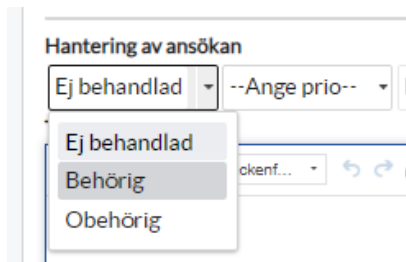 Hantering av ansökan
Ej behandlad --Ange prio--
Ej behandlad
Behörig
Obehörig